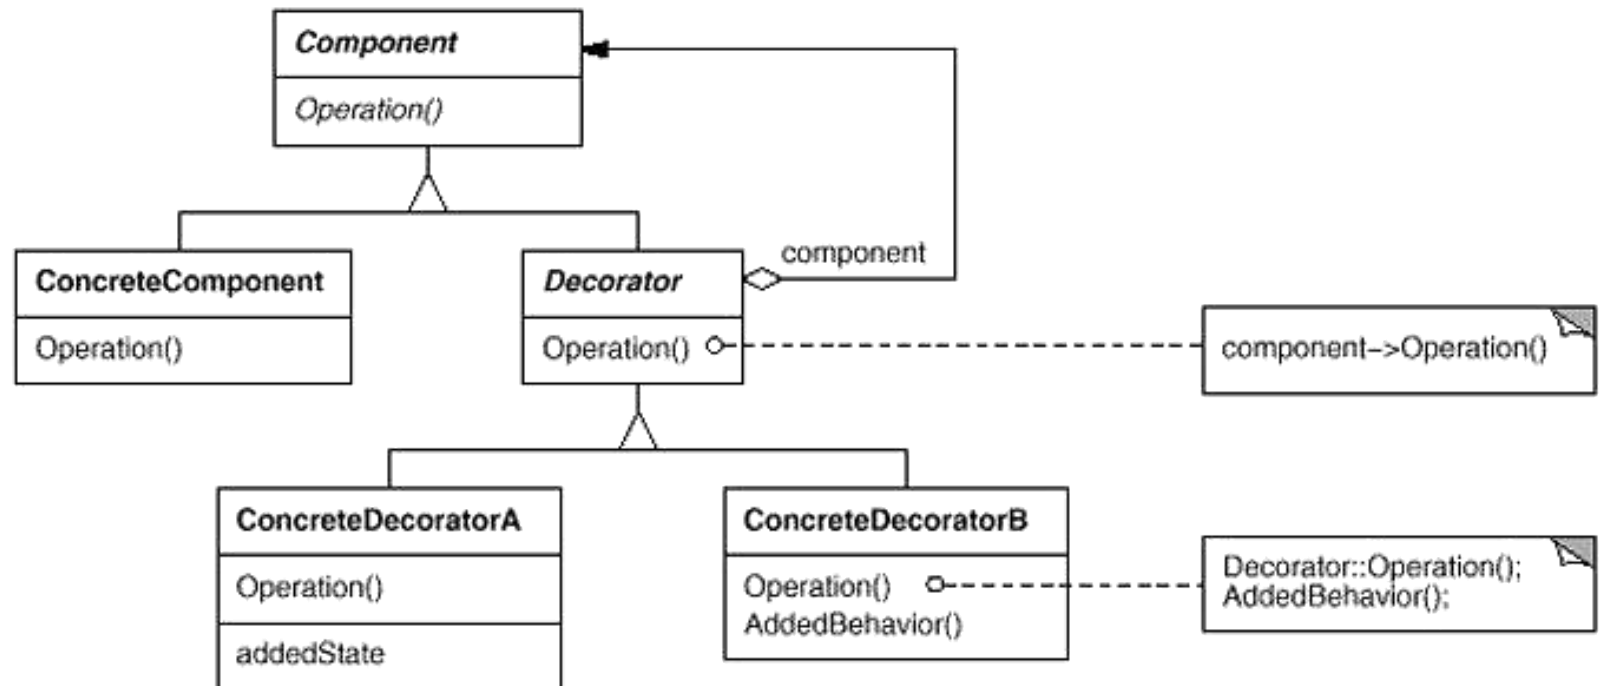 Component
Operation()
component
ConcreteComponent
Operation()
Decorator
Operation()
component->Operation()
ConcreteDecoratorA
Operation()
addedState
ConcreteDecoratorB
Operation()
AddedBehavior()
Decorator::Operation();
AddedBehavior();